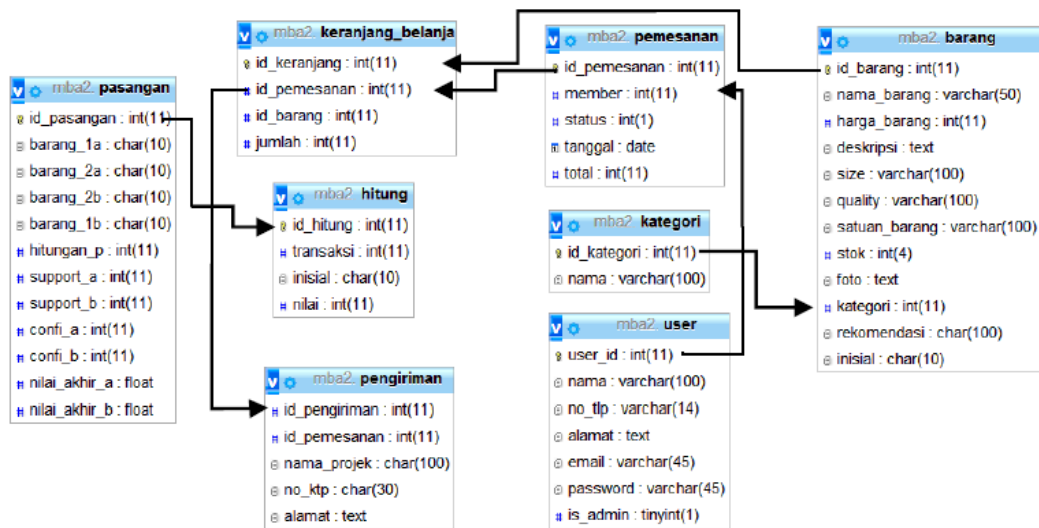 mba2. pasangan
id_pasangan : int(11)
barang_1a : char(10)
barang_2a : char(10)
barang_2b : char(10)
barang_1b : char(10)
hitungan_p : int(11)
support_a : int(11)
support_b : int(11)
confi_a : int(11)
confi_b : int(11)
nilai_akhir_a : float
nilai_akhir_b : float
mba2. keranjang_belanja
id_keranjang : int(11)
id_pemesanan : int(11)
id_barang : int(11)
jumlah : int(11)
mba2. hitung
id_hitung : int(11)
transaksi : int(11)
inisial : char(10)
nilai : int(11)
mba2. pengiriman
id_pengiriman : int(11)
id_pemesanan : int(11)
nama_projek : char(100)
no_ktp : char(30)
alamat : text
mba2. pemesanan
id_pemesanan : int(11)
member : int(11)
status : int(1)
tanggal : date
total : int(11)
mba2. kategori
id_kategori : int(11)
nama : varchar(100)
mba2. user
user_id : int(11)
nama : varchar(100)
no_tlp : varchar(14)
alamat : text
email : varchar(45)
password : varchar(45)
is_admin : tinyint(1)
mba2. barang
id_barang : int(11)
nama_barang : varchar(50)
harga_barang : int(11)
deskripsi : text
size : varchar(100)
quality : varchar(100)
satuan_barang : varchar(100)
stok : int(4)
foto : text
kategori : int(11)
rekomendasi : char(100)
inisial : char(10)